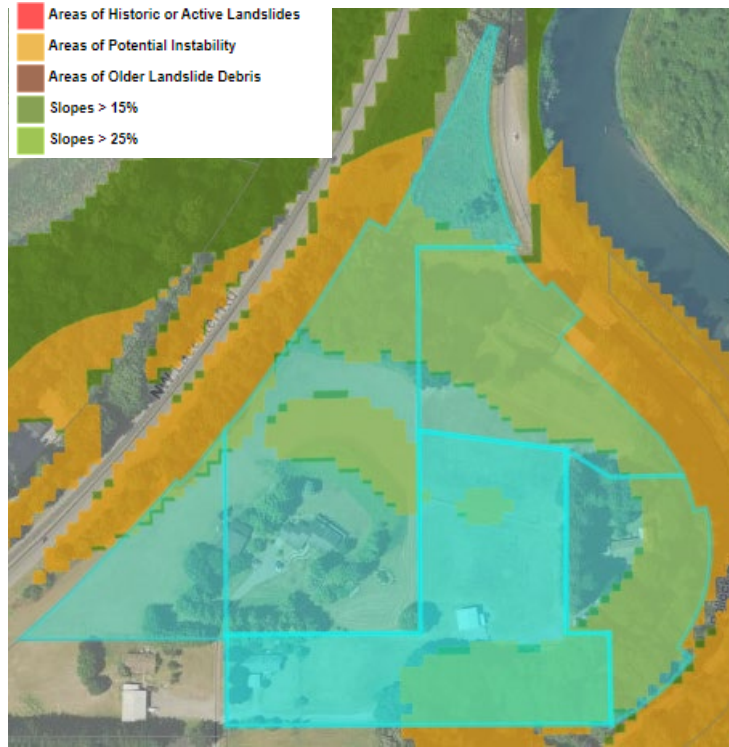 Areas of Historic or Active Landslides
Areas of Potential Instability
Areas of Older Landslide Debris
Slopes > 15%
Slopes > 25%